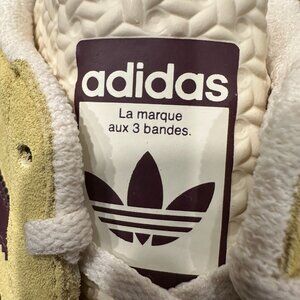 adidas
La marque
aux 3 bandes.